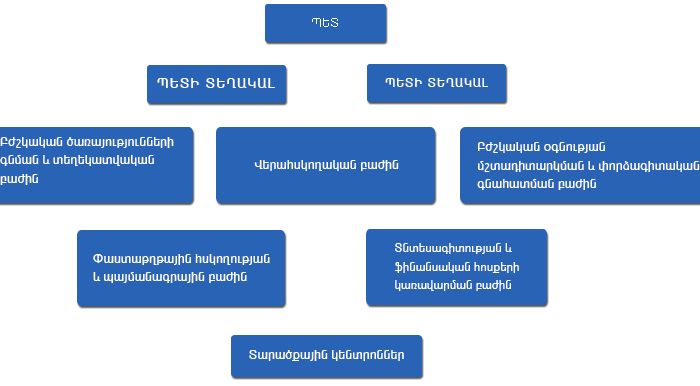 ՊԵՏ
ՊԵՏԻ ՏԵՂԱԿԱԼ
ՊԵՏԻ ՏԵՂԱԿԱԼ
Բժշկական ծառայությունների
գնման և տեղեկատվական
բաժին
Վերահսկողական բաժին
Բժշկական օգնության
մշտադիտարկման և փորձագիտական
գնահատման բաժին
Փաստաթղթային հսկողության
և պայմանագրային բաժին
Տնտեսագիտության և
ֆինանսական հոսքերի
կառավարման բաժին
Տարածքային կենտրոններ